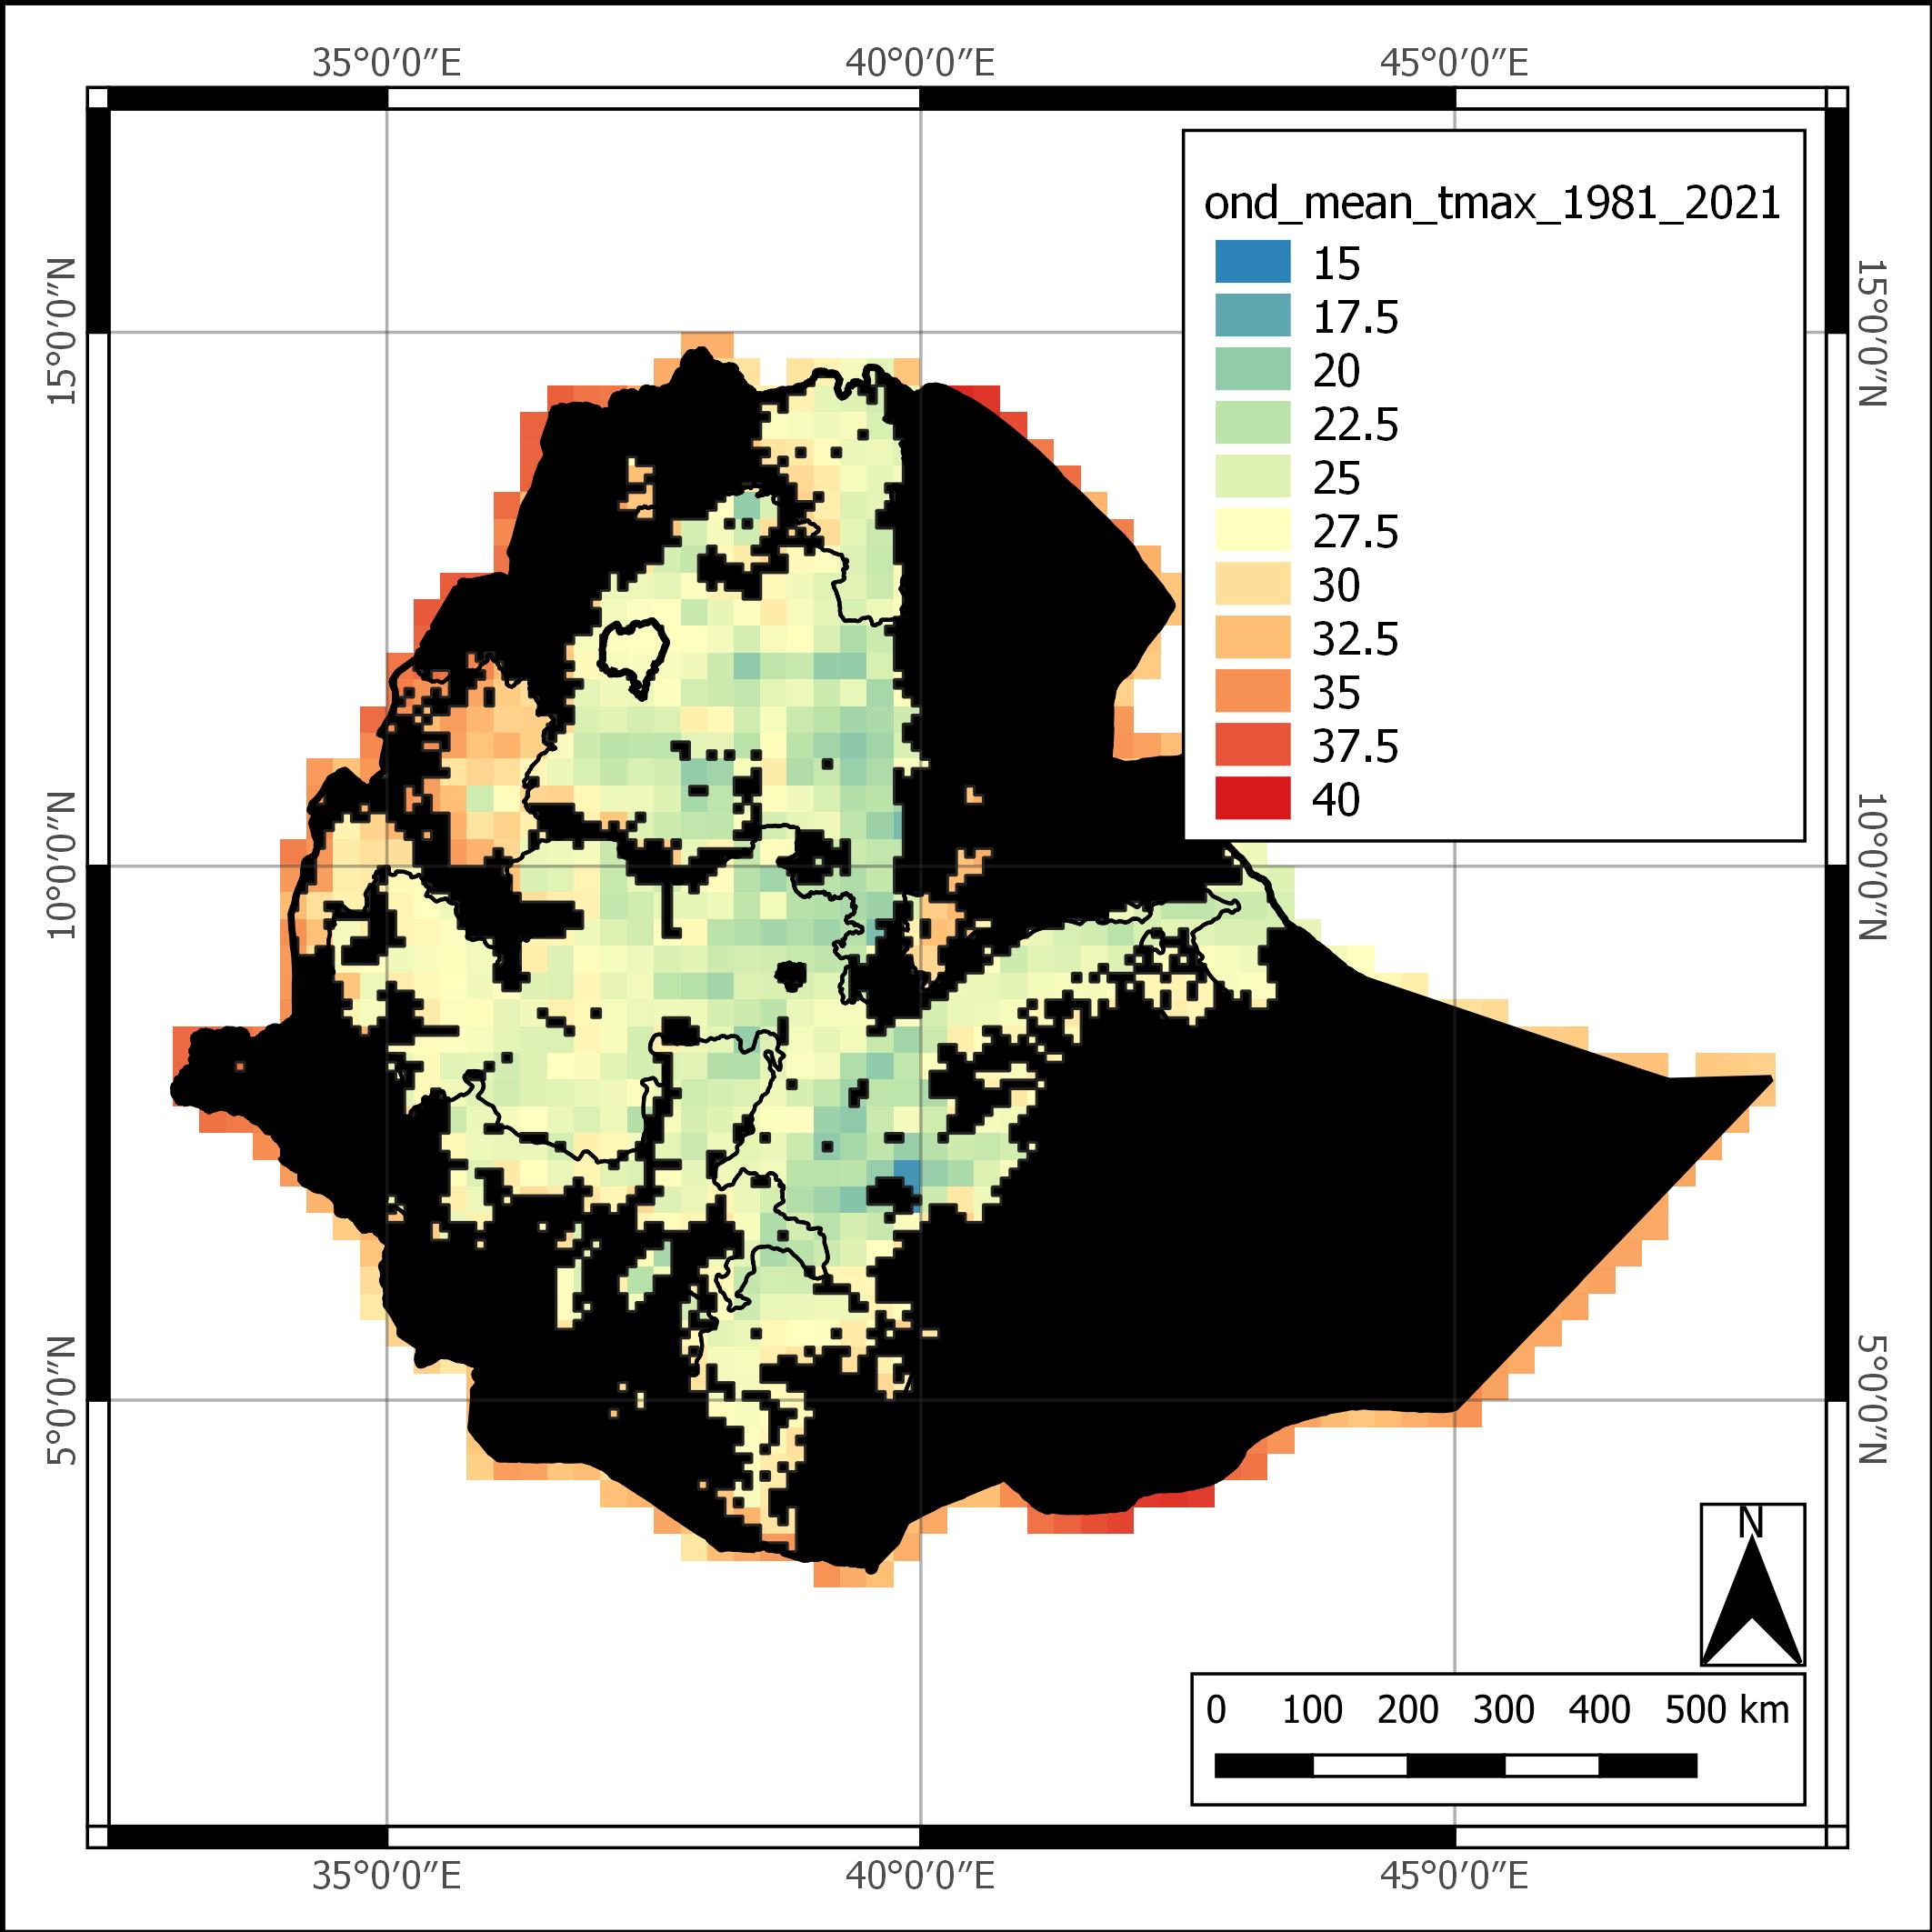 35°0′0″E 40°0′0″E 45°0′0″E
15°0′0″N
10°0′0″N
5°0′0″N
ond_mean_tmax_1981_2021
15
17.5
20
22.5
25
27.5
30
32.5
35
37.5
40
15°0′0″N
10°0′0″N
5°0′0″N
N
0 100 200 300 400 500 km
35°0′0″E 40°0′0″E 45°0′0″E